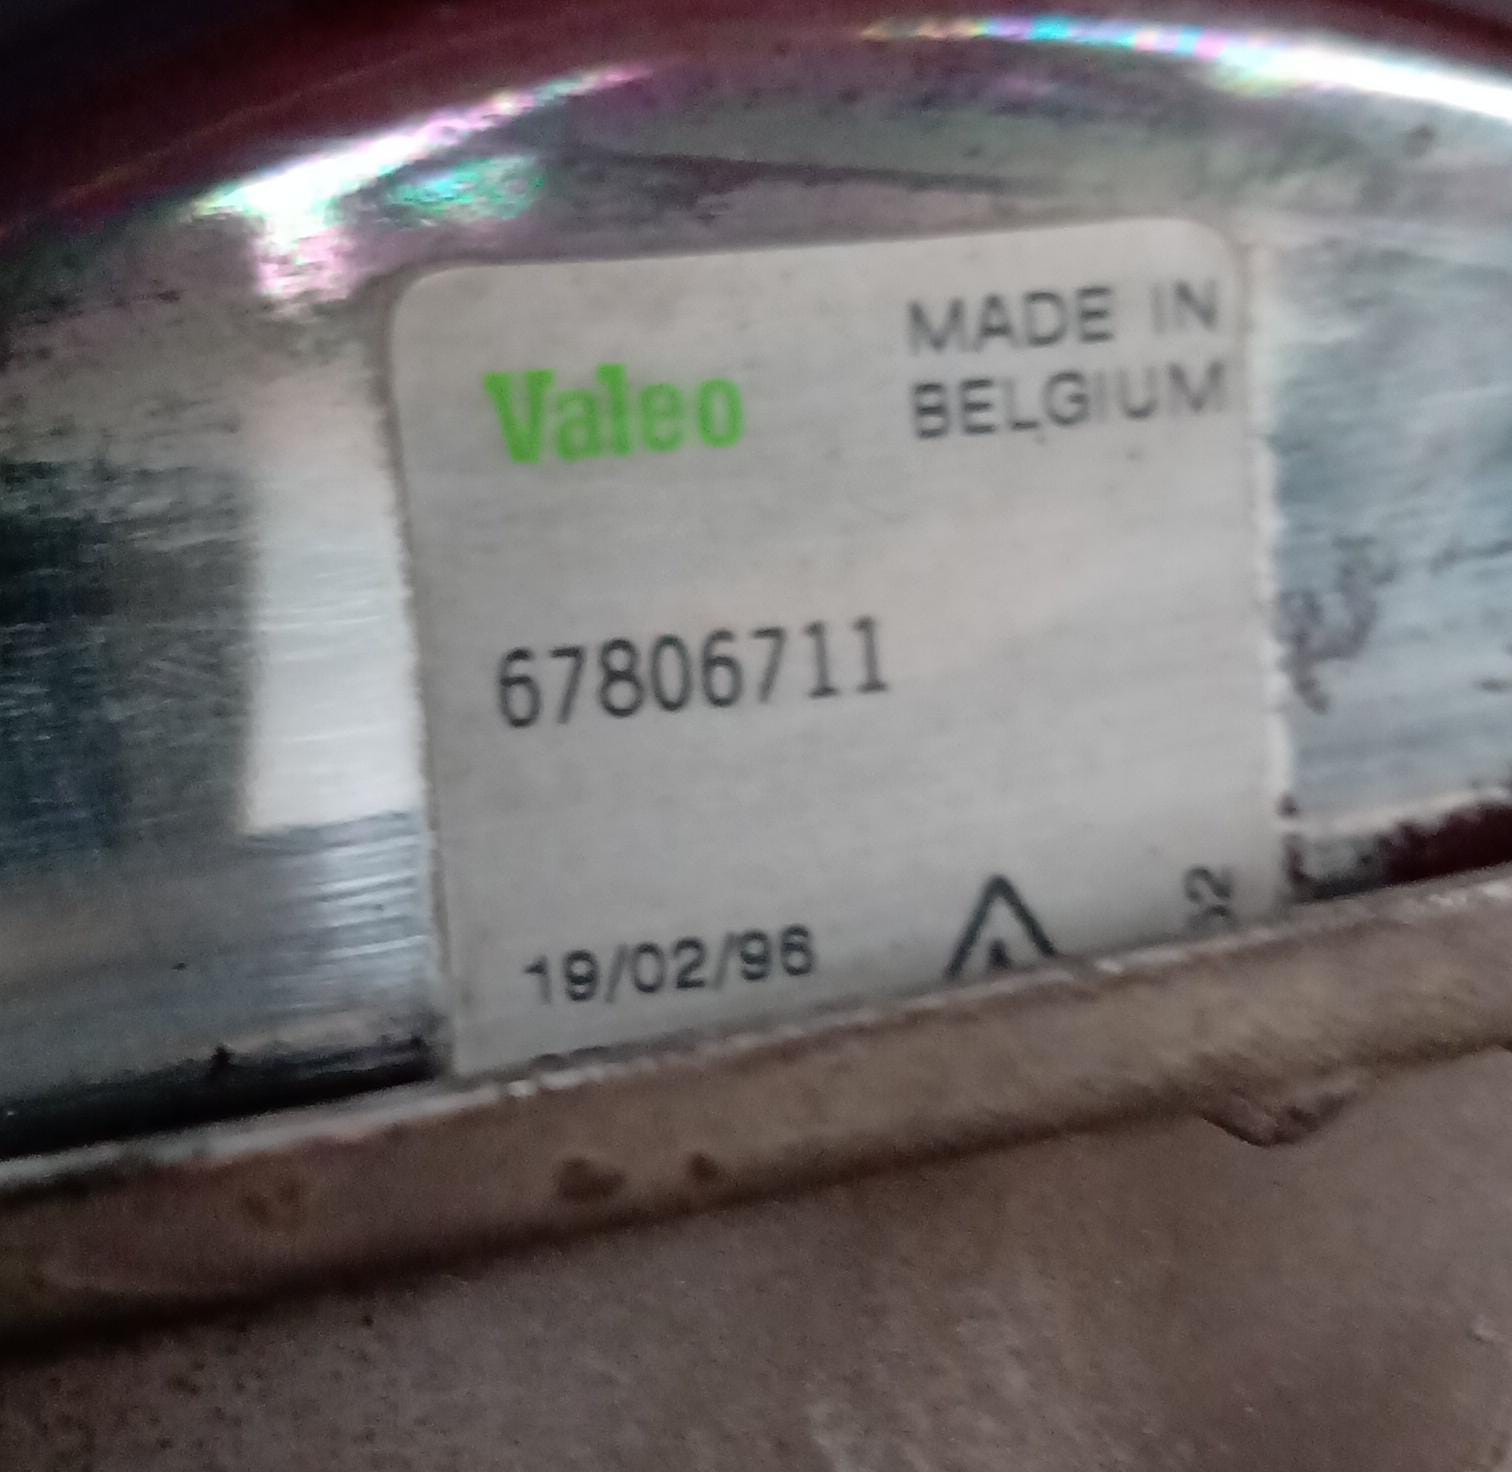 MADE IN
Valeo BELGIUM
67806711
19/02/96